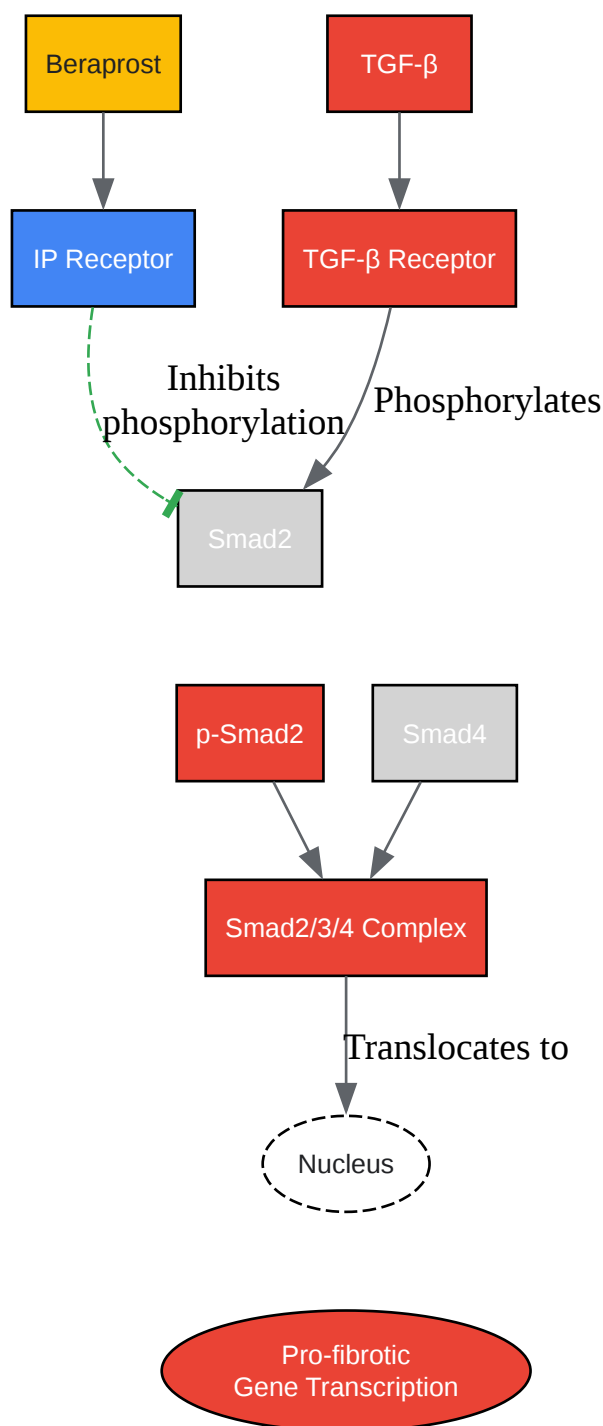 Beraprost
TGF-β
IP Receptor
TGF-β Receptor
Inhibits
phosphorylation
Phosphorylates
Smad2
p-Smad2
Smad4
Smad2/3/4 Complex
Translocates to
Nucleus
Pro-fibrotic
Gene Transcription